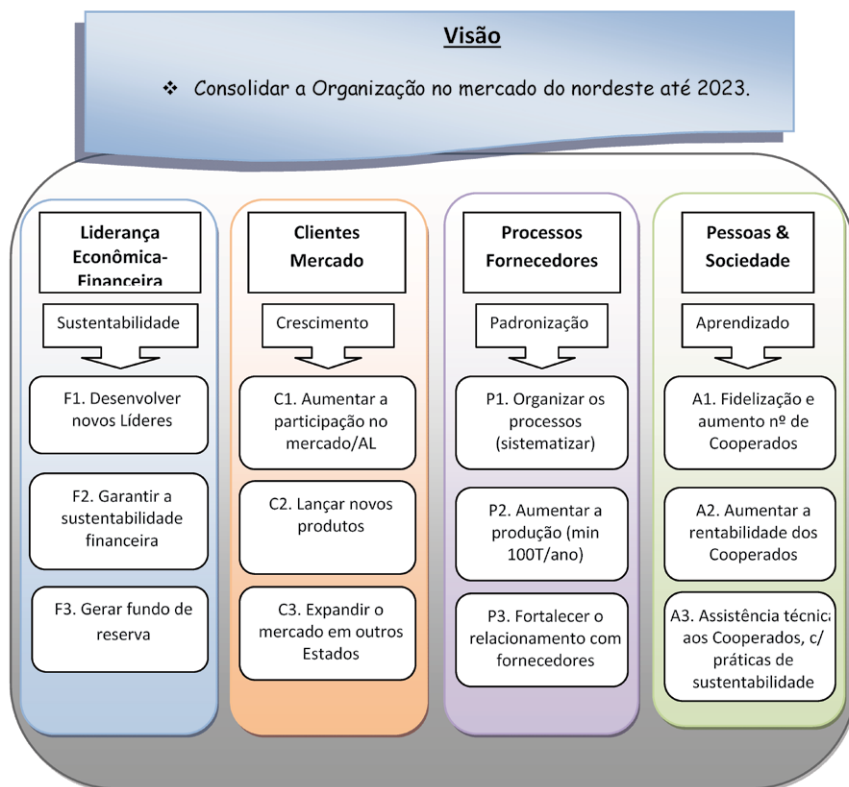 Visão
❖ Consolidar a Organização no mercado do nordeste até 2023.
Liderança
Econômica-
Financeira
Sustentabilidade
F1. Desenvolver
novos Líderes
F2. Garantir a
sustentabilidade
financeira
F3. Gerar fundo de
reserva
Clientes
Mercado
Crescimento
C1. Aumentar a
participação no
mercado/AL
C2. Lançar novos
produtos
C3. Expandir o
mercado em outros
Estados
Processos
Fornecedores
Padronização
P1. Organizar os
processos
(sistematizar)
P2. Aumentar a
produção (min
100T/ano)
P3. Fortalecer o
relacionamento com
fornecedores
Pessoas &
Sociedade
Aprendizado
A1. Fidelização e
aumento nº de
Cooperados
A2. Aumentar a
rentabilidade dos
Cooperados
A3. Assistência técnica
aos Cooperados, c/
práticas de
sustentabilidade